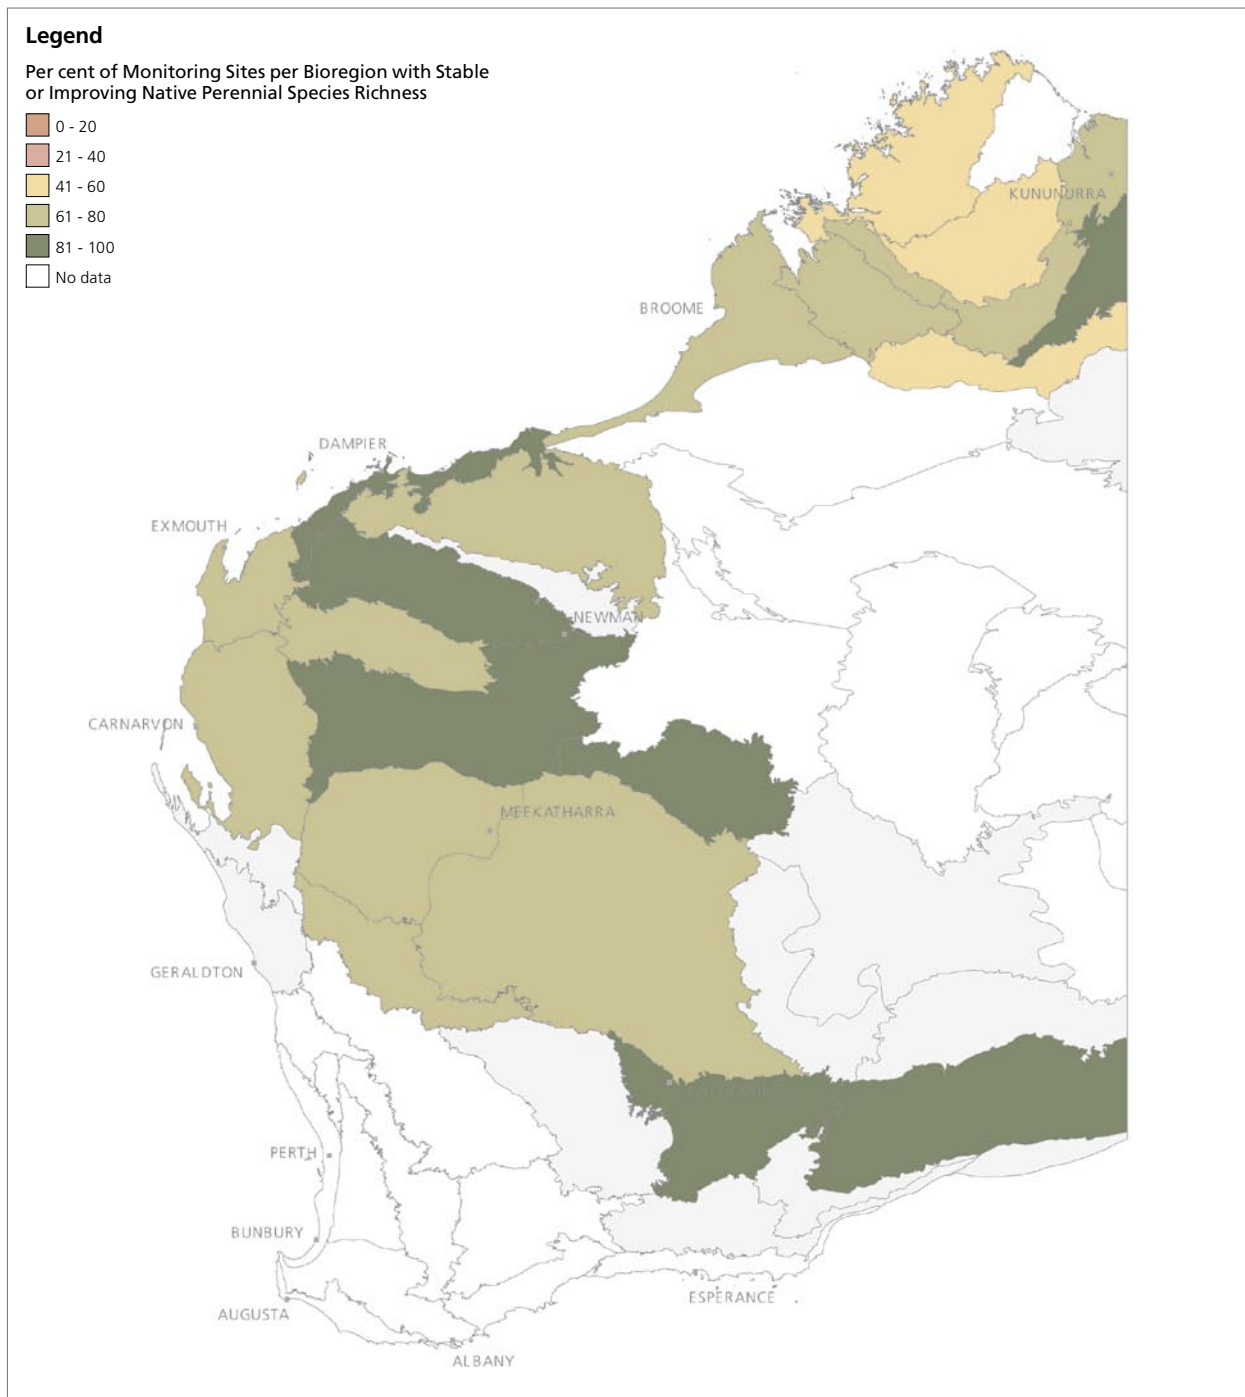 Legend
Per cent of Monitoring Sites per Bioregion with Stable
or Improving Native Perennial Species Richness
0 - 20
21 - 40
41 - 60
61 - 80
81 - 100
No data
KUNUNURRA
BROOME
DAMPIER
EXMOUTH
NEWMAN
CARNARVON
MEEKATHARRA
GERALDTON
PERTH
BUNBURY
ESPERANCE
AUGUSTA
ALBANY